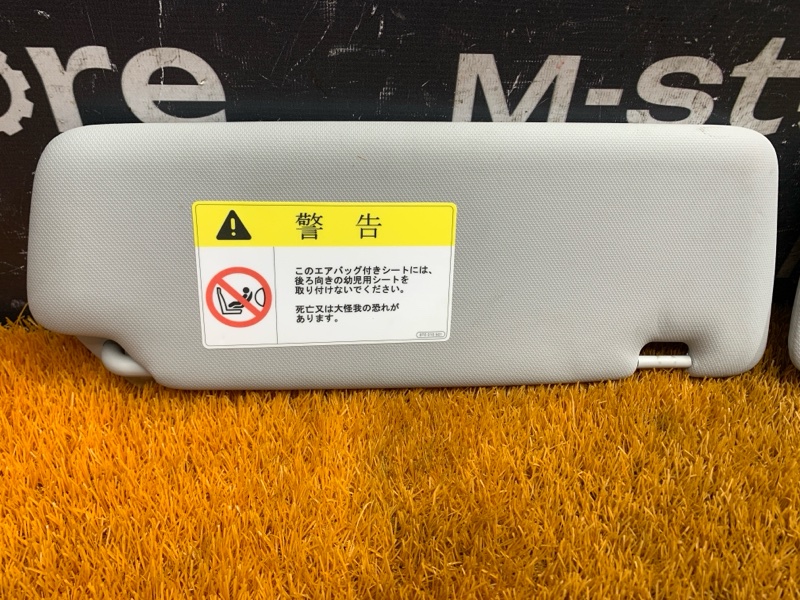 ore
M-st
警告
このエアバッグ付きシートには、
後ろ向きの幼児用シートを
取り付けないでください。
死亡又は大怪我の恐れが
あります。